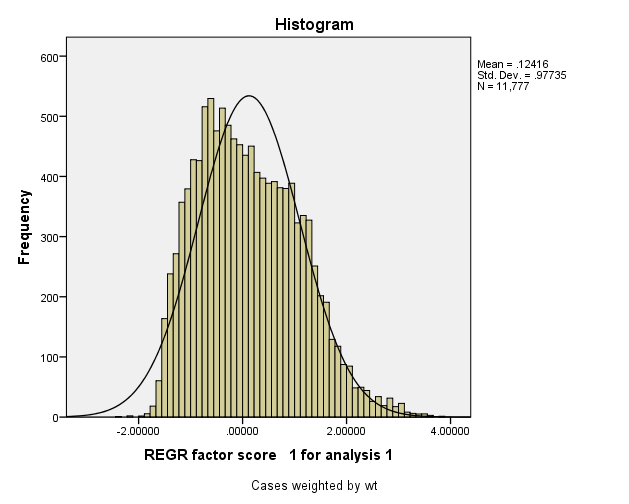 Histogram
Mean = .12416
Std. Dev. = .97735
N = 11,777
600
500
400
300
200
100
0
Frequency
-2.00000 .00000 2.00000 4.00000
REGR factor score 1 for analysis 1
Cases weighted by wt